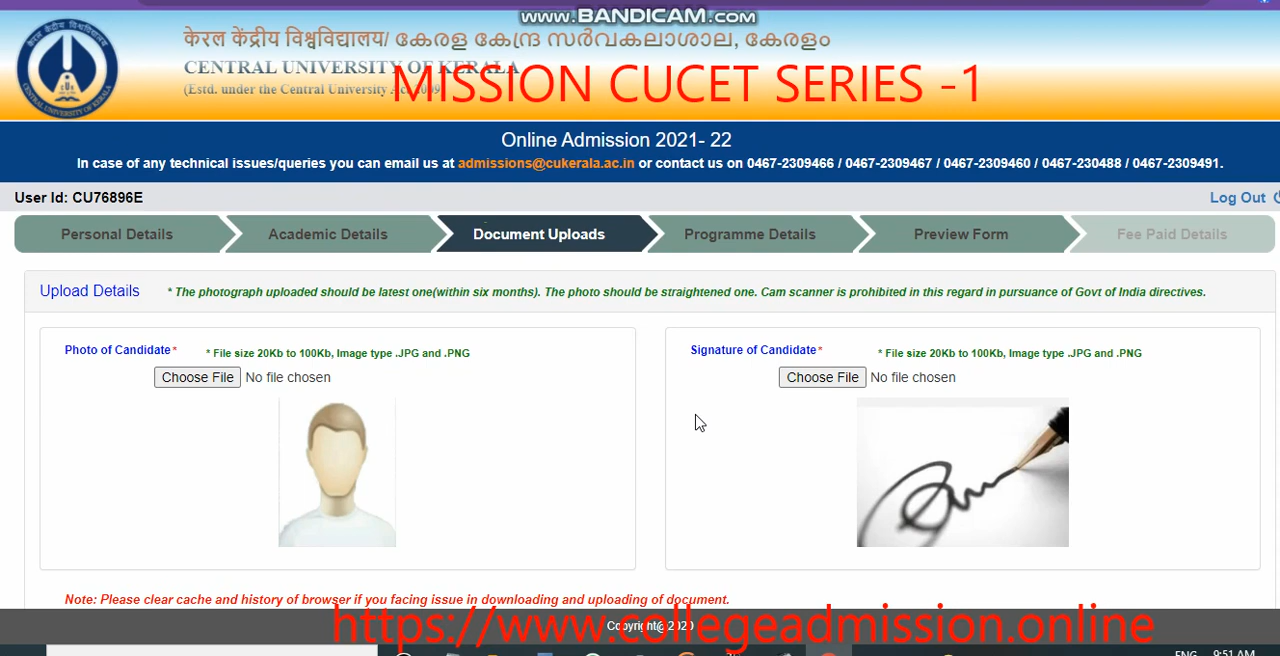 www.BANDICAM.com
केरल केंद्रीय विश्वविद्यालय/ കേരള കേന്ദ്ര സർവകലാശാല, കേരളം
CENTRAL UNIVERSITY OF KERALA
MISSION CUCET SERIES -1
(Estd. under the Central University Ac 2009
Online Admission 2021- 22
In case of any technical issues/queries you can email us at admissions@cukerala.ac.in or contact us on 0467-2309466 / 0467-2309467 / 0467-2309460 / 0467-230488 / 0467-2309491.
User Id: CU76896E
Log Out
Personal Details
Academic Details
Document Uploads
Programme Details
Preview Form
Fee Paid Details
Upload Details * The photograph uploaded should be latest one(within six months). The photo should be straightened one. Cam scanner is prohibited in this regard in pursuance of Govt of India directives.
Photo of Candidate* * File size 20Kb to 100Kb, Image type .JPG and .PNG
Choose File No file chosen
Signature of Candidate* * File size 20Kb to 100Kb, Image type .JPG and .PNG
Choose File No file chosen
Note: Please clear cache and history of browser if you facing issue in downloading and uploading of document.
Copyright@2020
https://www.collegeadmission.online
ENG 9:51 AM